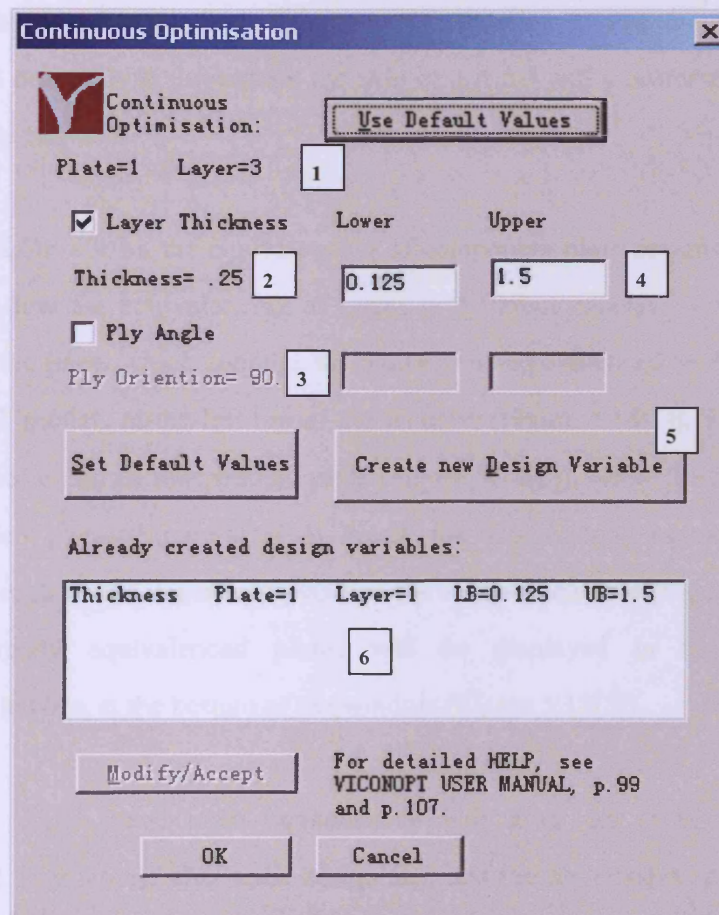 Continuous Optimisation
Continuous
Optimisation:
Use Default Values
Plate=1 Layer=3 1
Layer Thickness Lower Upper
Thickness= .25 2 0.125 1.5 4
Ply Angle
Ply Oriention= 90. 3
5
Set Default Values Create new Design Variable
Already created design variables:
Thickness Plate=1 Layer=1 LB=0.125 UB=1.5
6
Modify/Accept
For detailed HELP, see
VICONOPT USER MANUAL, p.99
and p.107.
OK Cancel